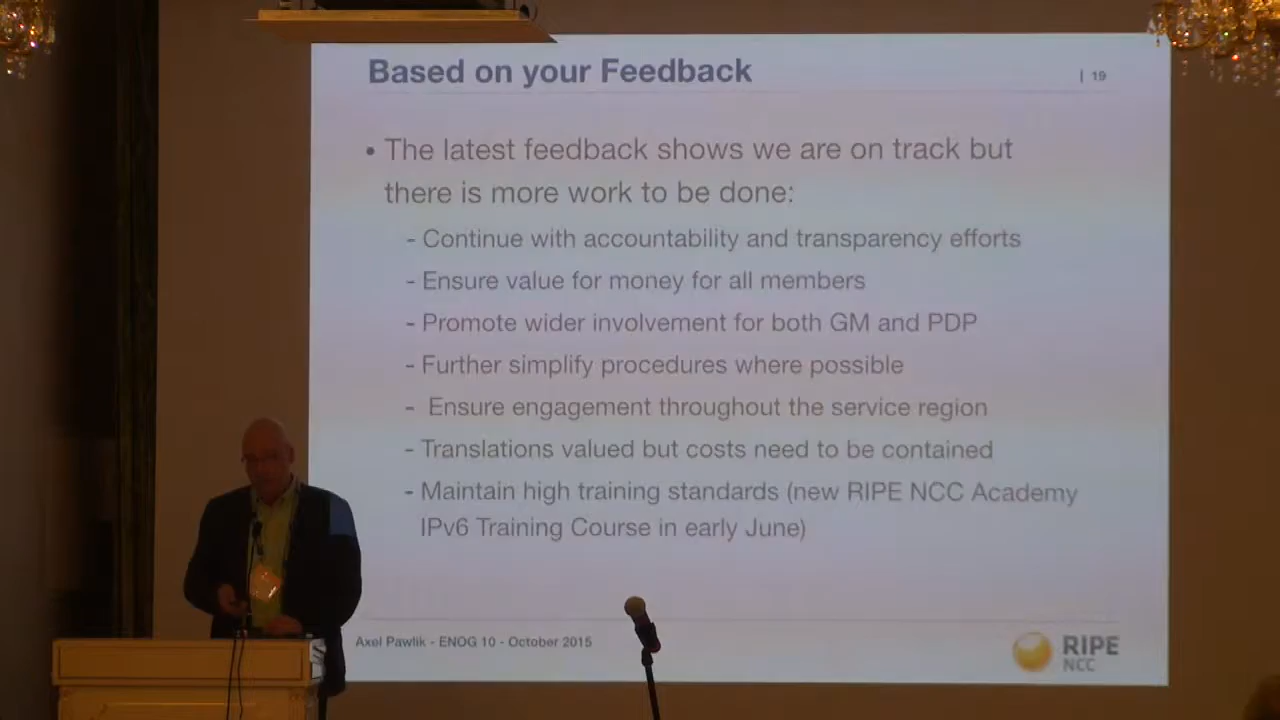 Based on your Feedback
| 19
• The latest feedback shows we are on track but
there is more work to be done:
- Continue with accountability and transparency efforts
- Ensure value for money for all members
- Promote wider involvement for both GM and PDP
- Further simplify procedures where possible
- Ensure engagement throughout the service region
- Translations valued but costs need to be contained
- Maintain high training standards (new RIPE NCC Academy
IPv6 Training Course in early June)
Axel Pawlik - ENOG 10 - October 2015
RIPE
NCC